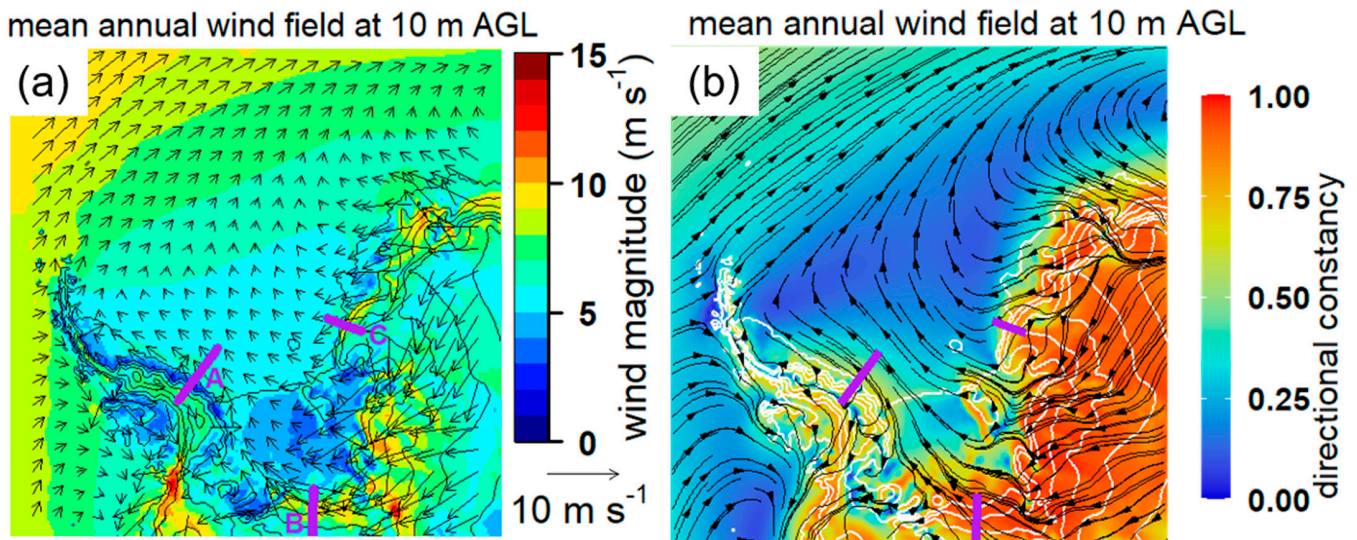 mean annual wind field at 10 m AGL
(a)
15
10
5
0
wind magnitude (m s⁻¹)
10 m s⁻¹
A
B
C
mean annual wind field at 10 m AGL
(b)
1.00
0.75
0.50
0.25
0.00
directional constancy